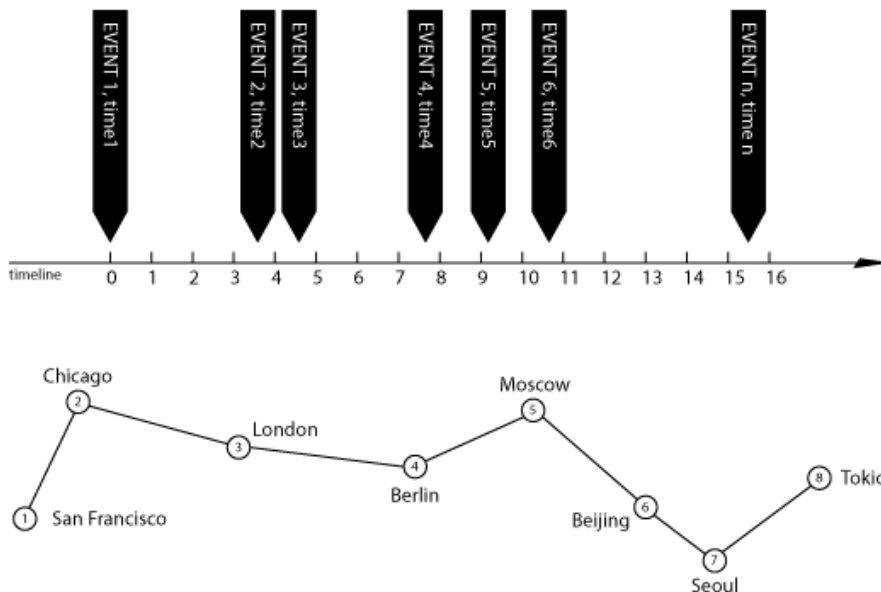 EVENT 1, time1
EVENT 2, time2
EVENT 3, time3
EVENT 4, time4
EVENT 5, time5
EVENT 6, time6
EVENT n, time n
timeline
0 1 2 3 4 5 6 7 8 9 10 11 12 13 14 15 16
Chicago
2
Moscow
5
London
3
4
Berlin
8
Tokio
1
San Francisco
6
Beijing
7
Seoul